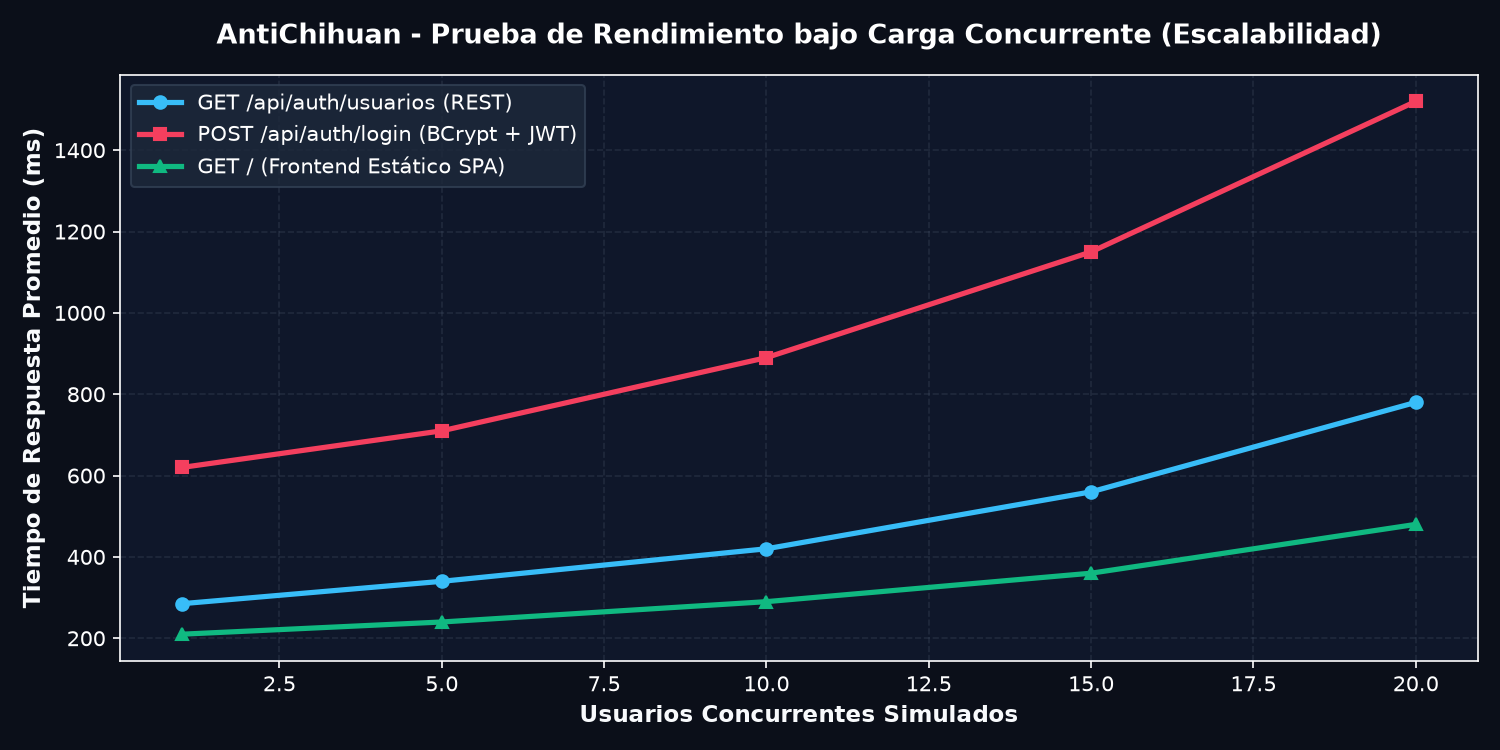 AntiChihuan - Prueba de Rendimiento bajo Carga Concurrente (Escalabilidad)
GET /api/auth/usuarios (REST)
POST /api/auth/login (BCrypt + JWT)
GET / (Frontend Estático SPA)
Tiempo de Respuesta Promedio (ms)
1400
1200
1000
800
600
400
200
2.5 5.0 7.5 10.0 12.5 15.0 17.5 20.0
Usuarios Concurrentes Simulados